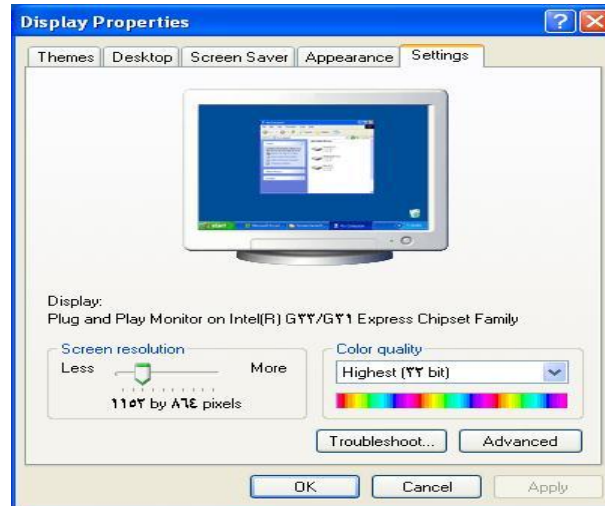 Display Properties
Themes Desktop Screen Saver Appearance Settings
Display:
Plug and Play Monitor on Intel(R) G٣٣/G٣١ Express Chipset Family
Screen resolution
Less More
١١٥٢ by ٨٦٤ pixels
Color quality
Highest (٣٢ bit)
Troubleshoot... Advanced
OK Cancel Apply